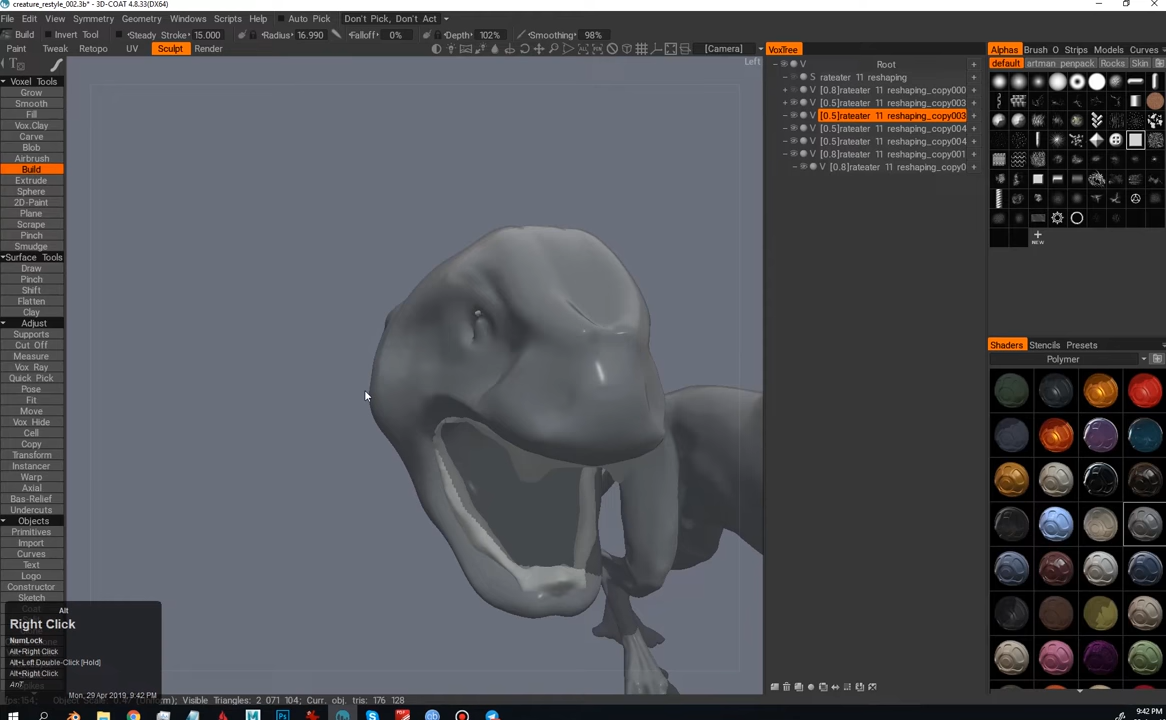 creature_restyle_002.3b* - 3D-COAT 4.8.33(DX64)
File Edit View Symmetry Geometry Windows Scripts Help Auto Pick Don't Pick, Don't Act
Build Invert Tool Steady Stroke 15.000 Radius 16.990 Falloff 0% Depth 102% Smoothing 98%
Paint Tweak Retopo UV Sculpt Render [Camera]
Left
Voxel Tools
Grow
Smooth
Fill
Vox.Clay
Carve
Blob
Airbrush
Build
Extrude
Sphere
2D-Paint
Plane
Scrape
Pinch
Smudge
Surface Tools
Draw
Pinch
Shift
Flatten
Clay
Adjust
Supports
Cut Off
Measure
Vox Ray
Quick Pick
Pose
Fit
Move
Vox Hide
Cell
Copy
Transform
Instancer
Warp
Axial
Bas-Relief
Undercuts
Objects
Primitives
Import
Curves
Text
Logo
Constructor
Sketch
VoxTree
V Root +
S rateater 11 reshaping +
V [0.8]rateater 11 reshaping_copy000 +
V [0.8]rateater 11 reshaping_copy003 +
V [0.5]rateater 11 reshaping_copy003 +
V [0.5]rateater 11 reshaping_copy004 +
V [0.5]rateater 11 reshaping_copy004 +
V [0.8]rateater 11 reshaping_copy001 +
V [0.8]rateater 11 reshaping_copy0 +
Alphas Brush O Strips Models Curves
default artman penpack Rocks Skin
NEW
Shaders Stencils Presets
Polymer
Alt
Right Click
NumLock
Alt+Right Click
Alt+Left Double-Click [Hold]
Alt+Right Click
AnT
Mon, 29 Apr 2019, 9:42 PM
Visible Triangles: 2 071 104; Curr. obj. tris: 176 128
9:42 PM